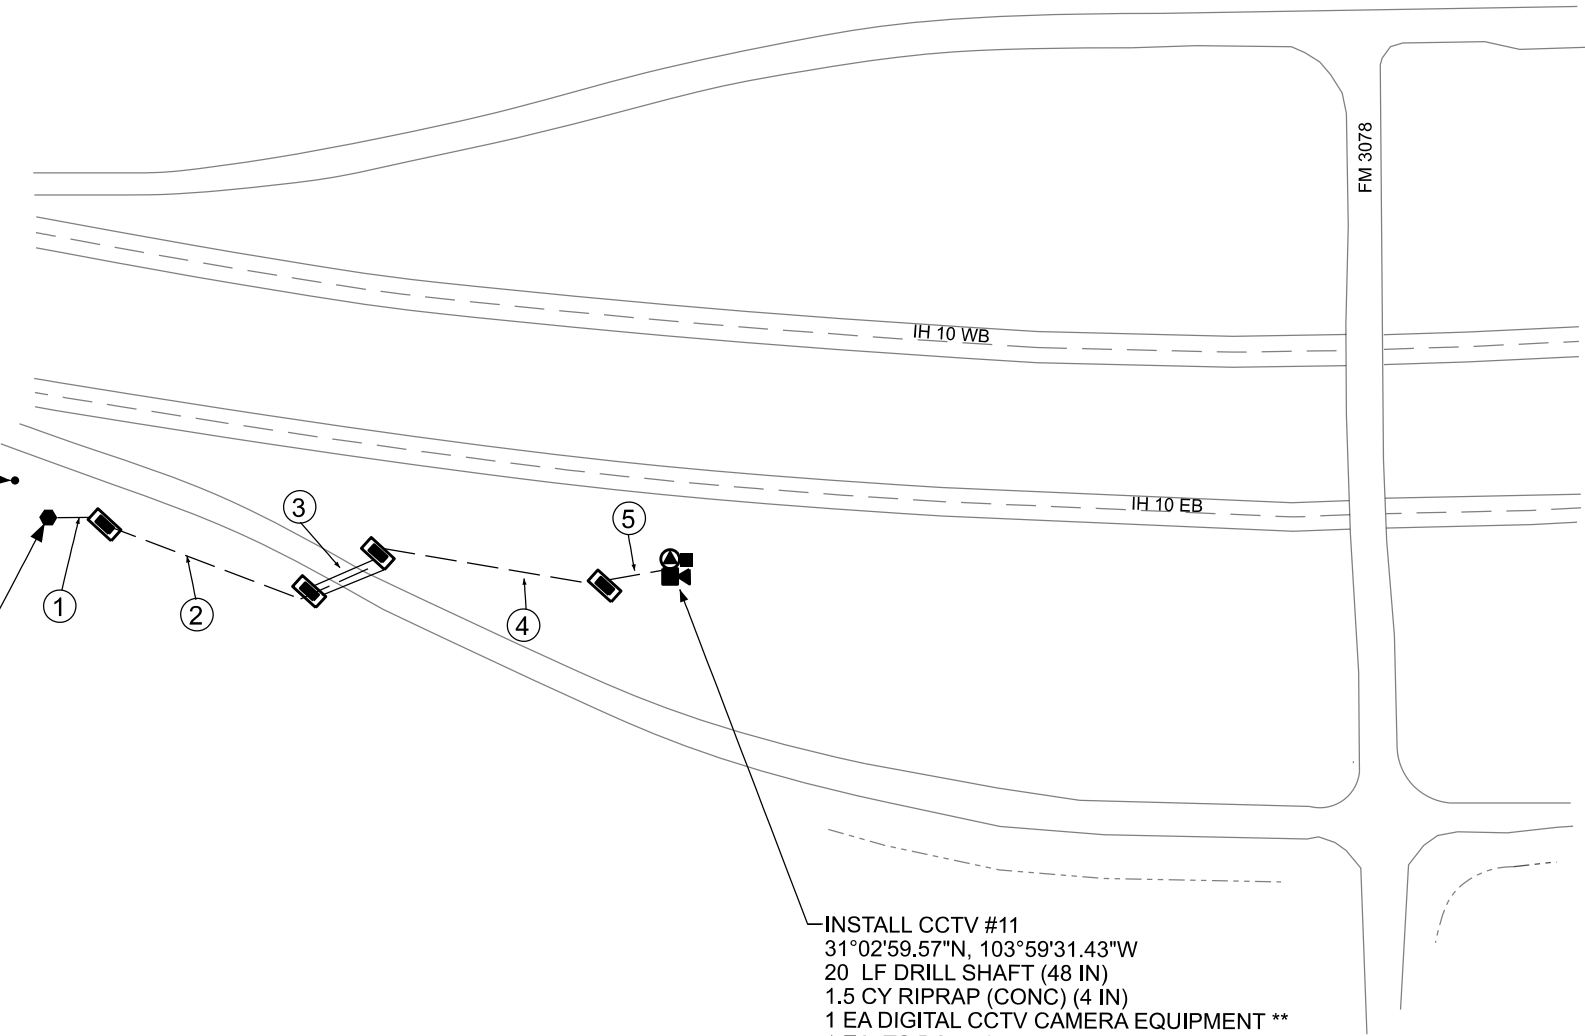 FM 3078
IH 10 WB
IH 10 EB
3
5
1
2
4
INSTALL CCTV #11
31°02'59.57"N, 103°59'31.43"W
20 LF DRILL SHAFT (48 IN)
1.5 CY RIPRAP (CONC) (4 IN)
1 EA DIGITAL CCTV CAMERA EQUIPMENT **